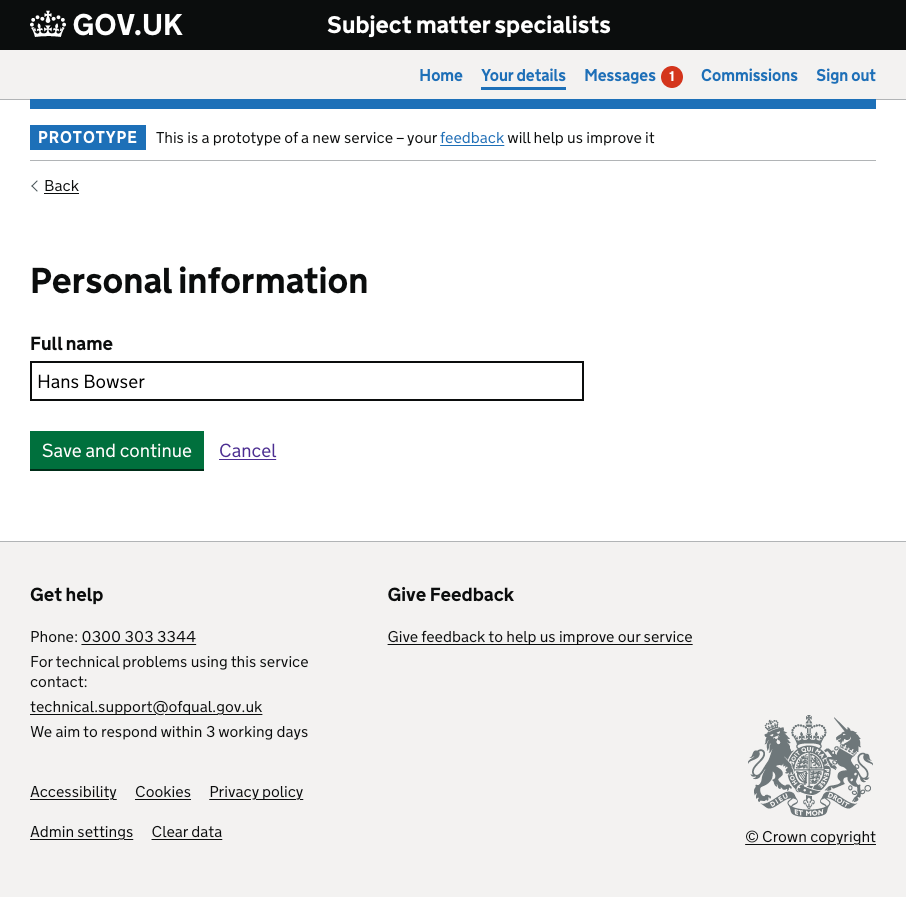 GOV.UK
Subject matter specialists
Home Your details Messages 1 Commissions Sign out
PROTOTYPE This is a prototype of a new service – your feedback will help us improve it
Back
Personal information
Full name
Hans Bowser
Save and continue Cancel
Get help
Phone: 0300 303 3344
For technical problems using this service
contact:
technical.support@ofqual.gov.uk
We aim to respond within 3 working days
Give Feedback
Give feedback to help us improve our service
Accessibility Cookies Privacy policy
Admin settings Clear data
DIEU ET MON DROIT
© Crown copyright